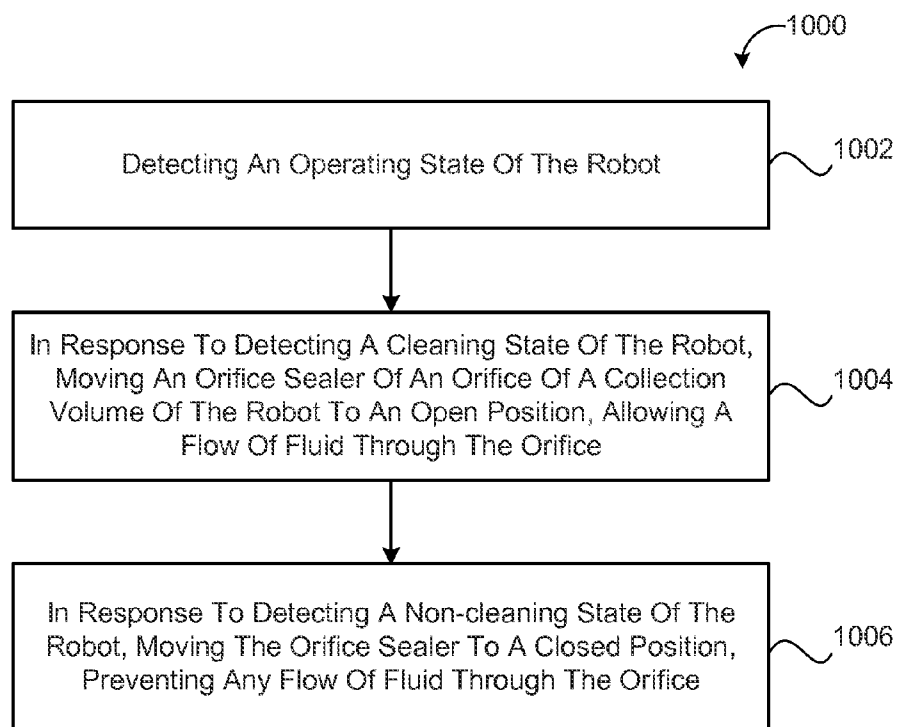 1000
Detecting An Operating State Of The Robot
1002
In Response To Detecting A Cleaning State Of The Robot,
Moving An Orifice Sealer Of An Orifice Of A Collection
Volume Of The Robot To An Open Position, Allowing A
Flow Of Fluid Through The Orifice
1004
In Response To Detecting A Non-cleaning State Of The
Robot, Moving The Orifice Sealer To A Closed Position,
Preventing Any Flow Of Fluid Through The Orifice
1006